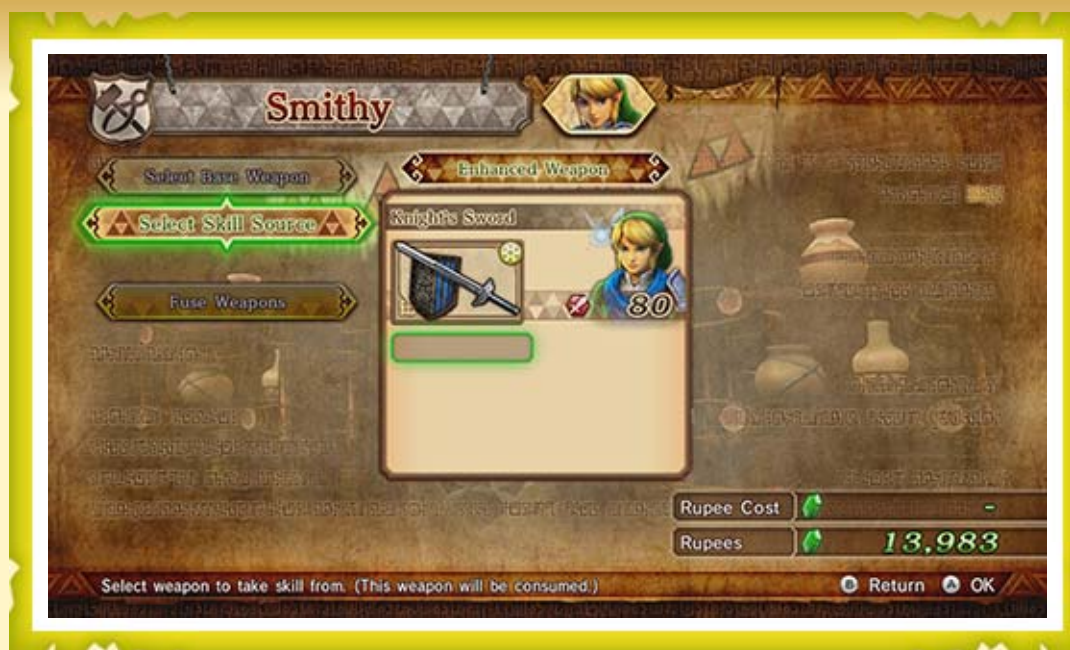 Smithy
Select Base Weapon
Enhanced Weapon
Select Skill Source
Knight's Sword
80
Fuse Weapons
Rupee Cost -
Rupees 13,983
Select weapon to take skill from. (This weapon will be consumed.)
B Return A OK